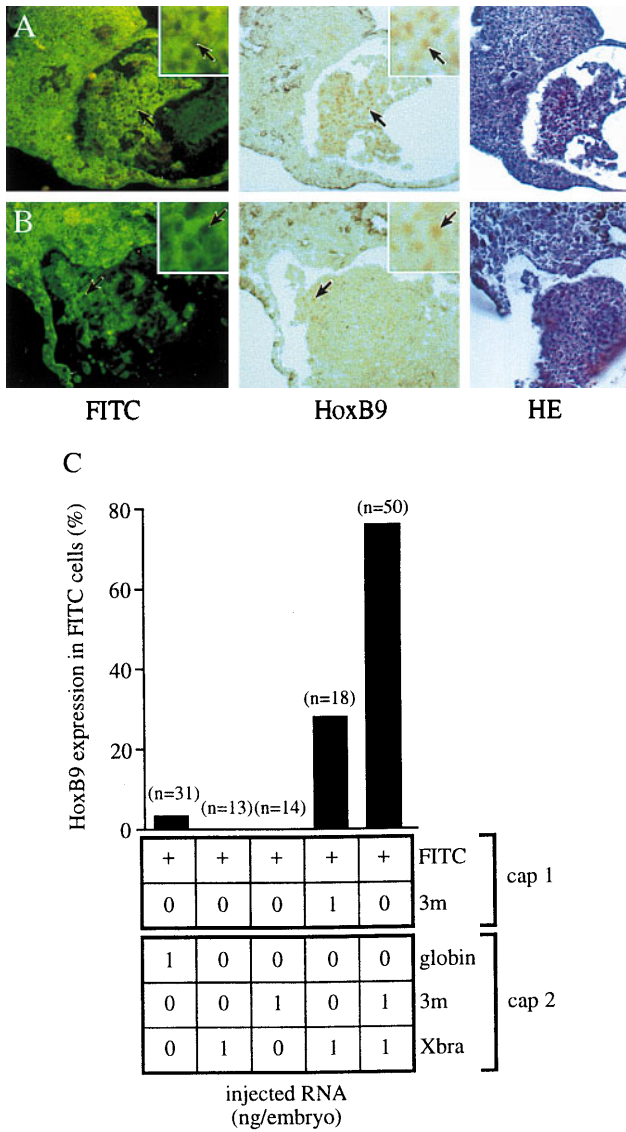 A
B
FITC HoxB9 HE
C
HoxB9 expression in FITC cells (%)
80
60
40
20
0
(n=31) (n=13) (n=14) (n=18) (n=50)
+ + + + + FITC
0 0 0 1 0 3m
cap 1
1 0 0 0 0 globin
0 0 1 0 1 3m
0 1 0 1 1 Xbra
cap 2
injected RNA
(ng/embryo)